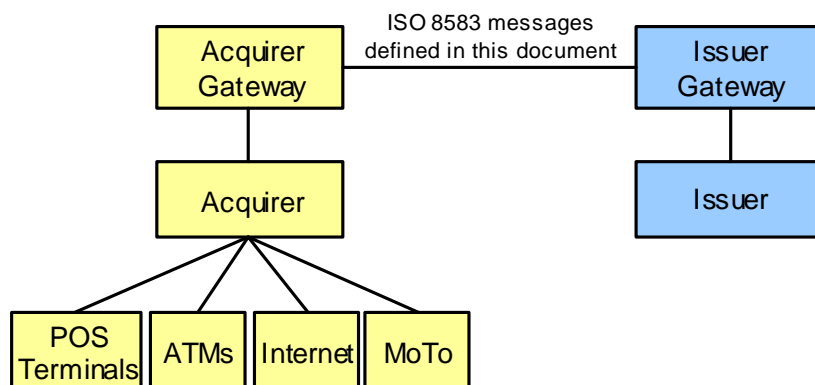 ISO 8583 messages
defined in this document
Acquirer
Gateway
Issuer
Gateway
Acquirer
Issuer
POS
Terminals
ATMs
Internet
MoTo